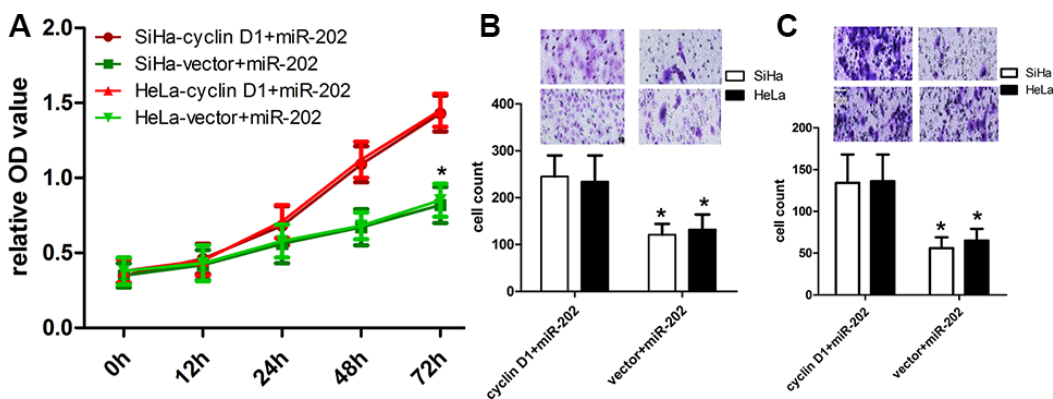 A
relative OD value
2.0
1.5
1.0
0.5
0.0
SiHa-cyclin D1+miR-202
SiHa-vector+miR-202
HeLa-cyclin D1+miR-202
HeLa-vector+miR-202
*
0h
12h
24h
48h
72h
B
SiHa
HeLa
cell count
400
300
200
100
0
*
*
cyclin D1+miR-202
vector+miR-202
C
SiHa
HeLa
cell count
200
150
100
50
0
*
*
cyclin D1+miR-202
vector+miR-202